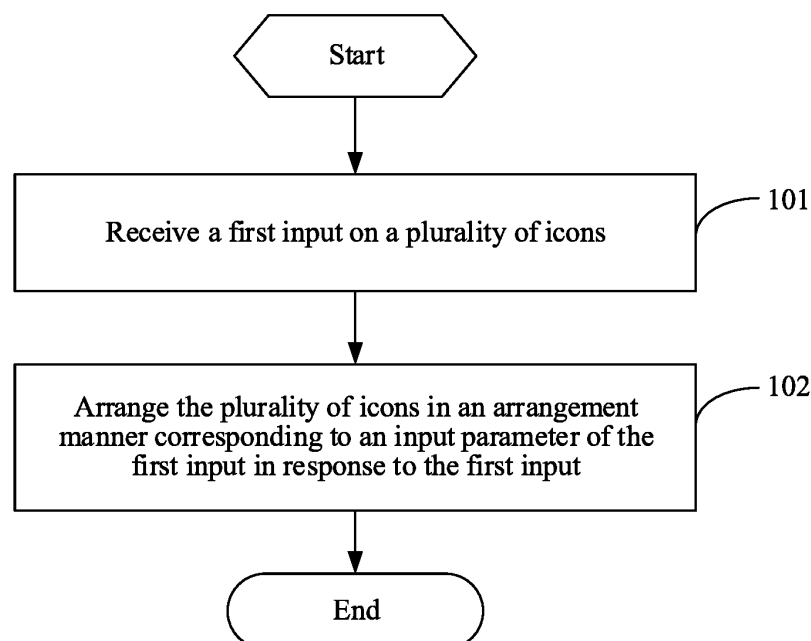 Start
Receive a first input on a plurality of icons
101
Arrange the plurality of icons in an arrangement
manner corresponding to an input parameter of the
first input in response to the first input
102
End